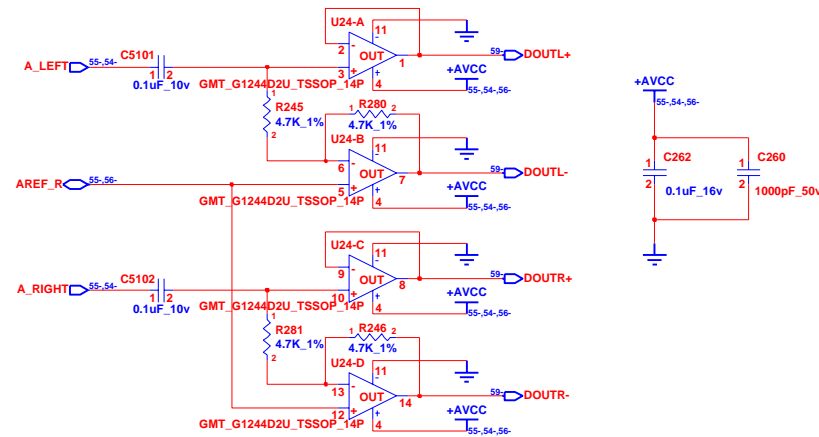 U24-A
11
2
-
OUT
1
59-
DOUTL+
C5101
A_LEFT
55-,54-
1 2
0.1uF_10v
3
+
4
GMT_G1244D2U_TSSOP_14P
+AVCC
55-,54-,56-
1
R245
4.7K_1%
2
R280
1 2
4.7K_1%
U24-B
11
6
-
OUT
7
59-
DOUTL-
AREF_R
55-,56-
5
+
4
GMT_G1244D2U_TSSOP_14P
+AVCC
55-,54-,56-
U24-C
11
9
-
OUT
8
59-
DOUTR+
C5102
A_RIGHT
55-,54-
1 2
0.1uF_10v
10
+
4
GMT_G1244D2U_TSSOP_14P
+AVCC
55-,54-,56-
1
R281
4.7K_1%
2
R246
1 2
4.7K_1%
U24-D
11
13
-
OUT
14
59-
DOUTR-
12
+
4
GMT_G1244D2U_TSSOP_14P
+AVCC
55-,54-,56-
+AVCC
55-,54-,56-
1
C262
2
0.1uF_16v
1
C260
2
1000pF_50v